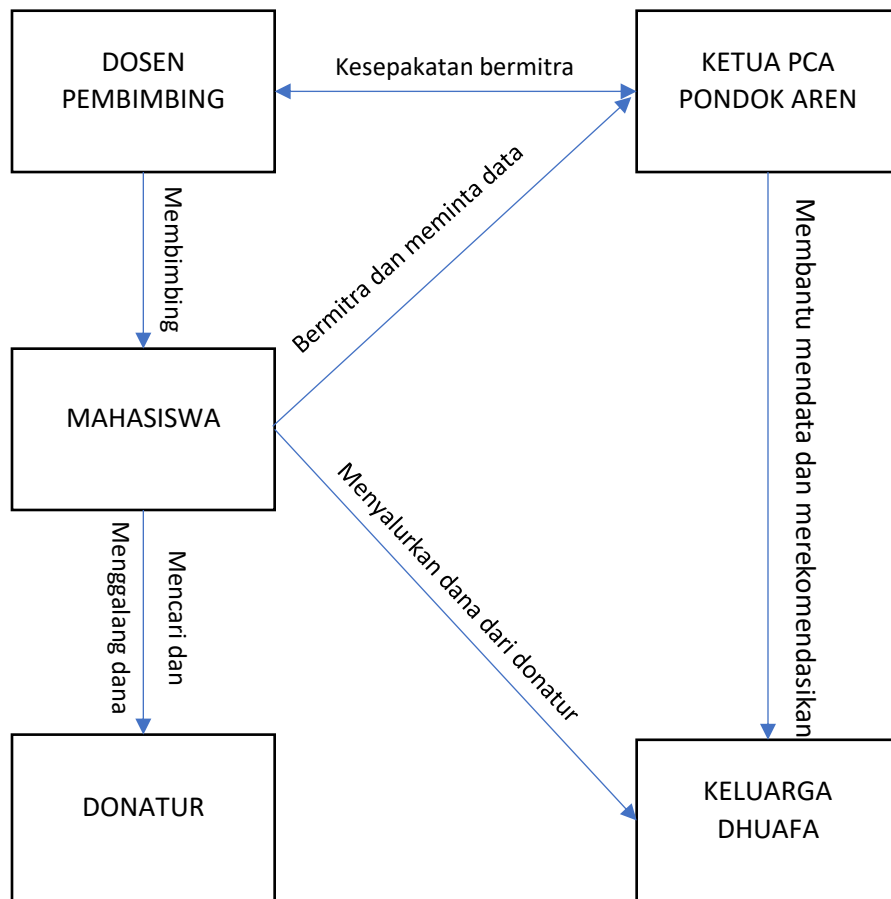 DOSEN
PEMBIMBING
Kesepakatan bermitra
KETUA PCA
PONDOK AREN
Membimbing
Bermitra dan meminta data
Membantu mendata dan merekomendasikan
MAHASISWA
Mencari dan
Menggalang dana
Menyalurkan dana dari donatur
DONATUR
KELUARGA
DHUAFA